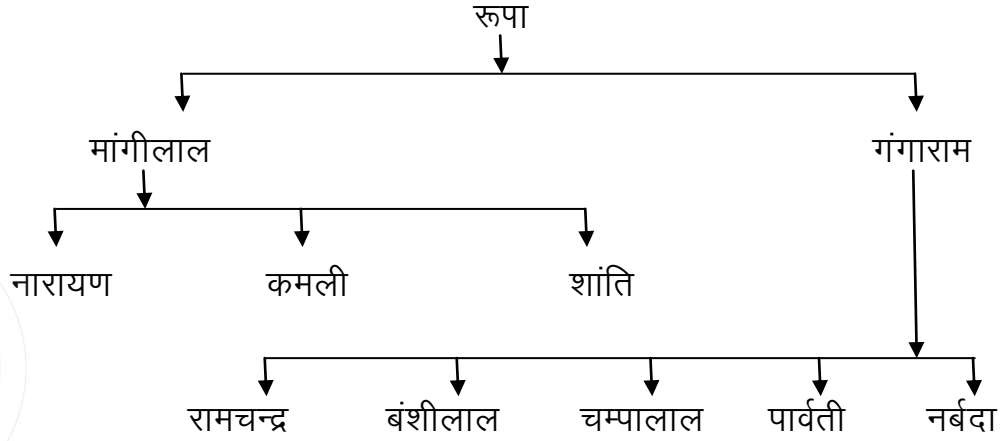 रूपा
मांगीलाल गंगाराम
नारायण कमली शांति
रामचन्द्र बंशीलाल चम्पालाल पार्वती नर्बदा